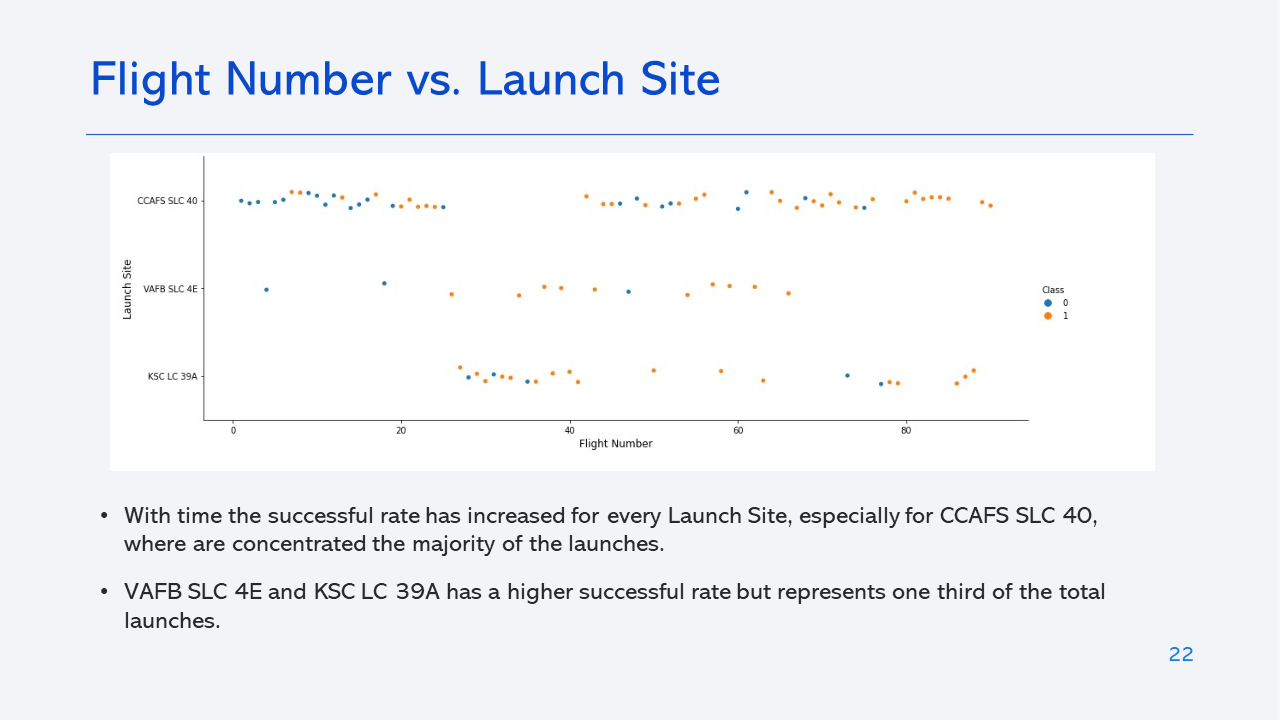 Flight Number vs. Launch Site
CCAFS SLC 40
VAFB SLC 4E
KSC LC 39A
Launch Site
0
20
40
60
80
Flight Number
Class
0
1
• With time the successful rate has increased for every Launch Site, especially for CCAFS SLC 40,
where are concentrated the majority of the launches.
• VAFB SLC 4E and KSC LC 39A has a higher successful rate but represents one third of the total
launches.
22